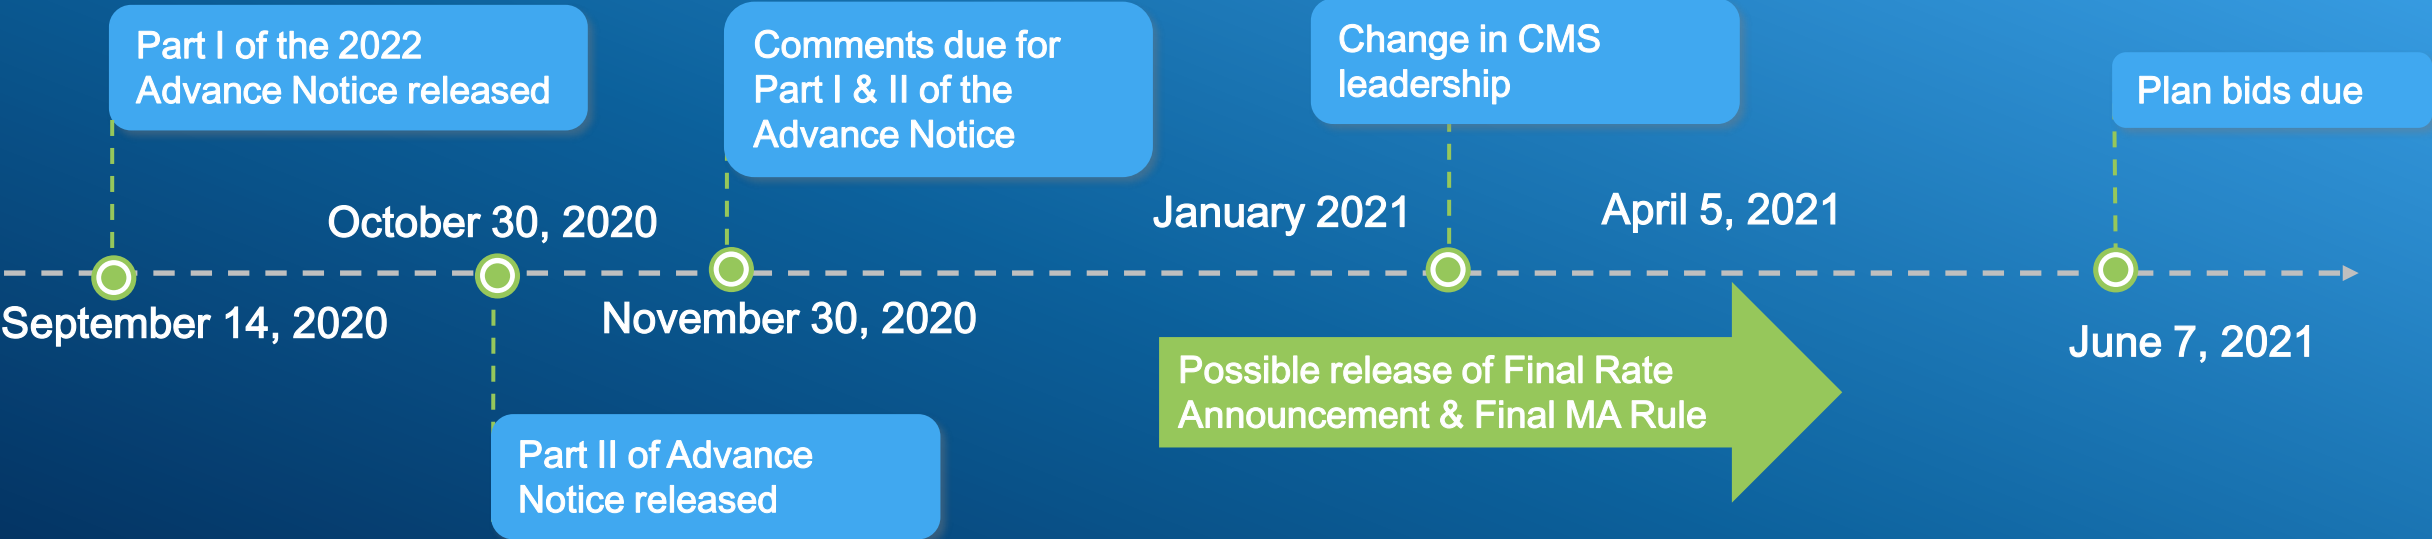 Part I of the 2022
Advance Notice released
Comments due for
Part I & II of the
Advance Notice
Change in CMS
leadership
Plan bids due
October 30, 2020
January 2021
April 5, 2021
September 14, 2020
November 30, 2020
June 7, 2021
Possible release of Final Rate
Announcement & Final MA Rule
Part II of Advance
Notice released